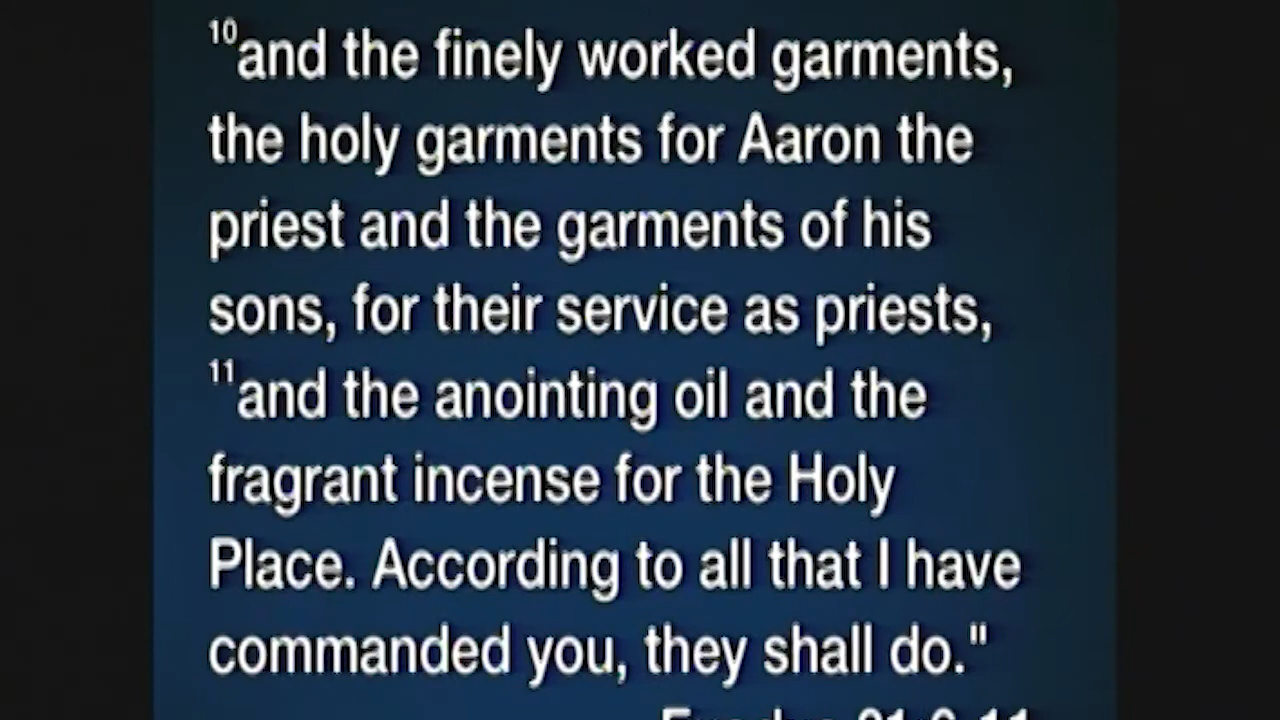 10and the finely worked garments,
the holy garments for Aaron the
priest and the garments of his
sons, for their service as priests,
11and the anointing oil and the
fragrant incense for the Holy
Place. According to all that I have
commanded you, they shall do."